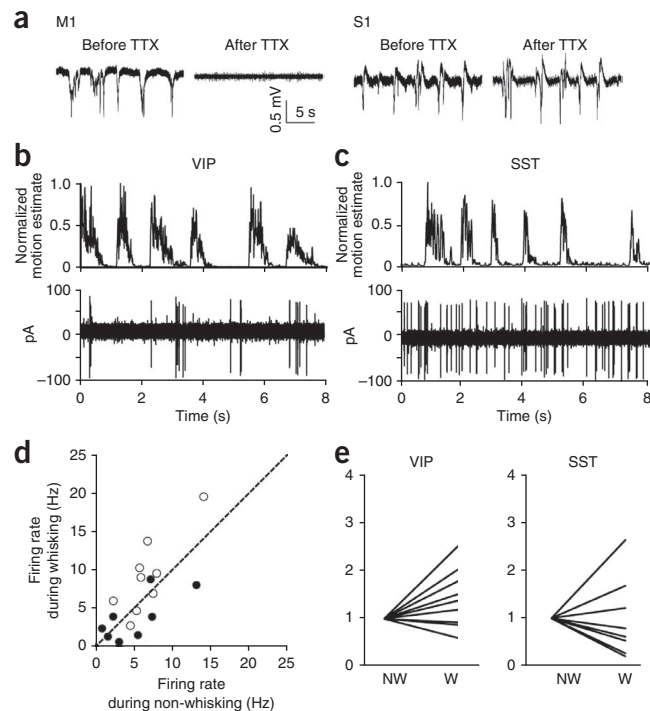 a
M1
Before TTX
After TTX
0.5 mV
5 s
S1
Before TTX
After TTX
b
VIP
Normalized
motion estimate
1.0
0.5
0
pA
100
0
–100
0 2 4 6 8
Time (s)
c
SST
Normalized
motion estimate
1.0
0.5
0
pA
100
0
–100
0 2 4 6 8
Time (s)
d
Firing rate
during whisking (Hz)
25
20
15
10
5
0
0 5 10 15 25
Firing rate
during non-whisking (Hz)
e
VIP
4
3
2
1
0
NW W
SST
4
3
2
1
0
NW W